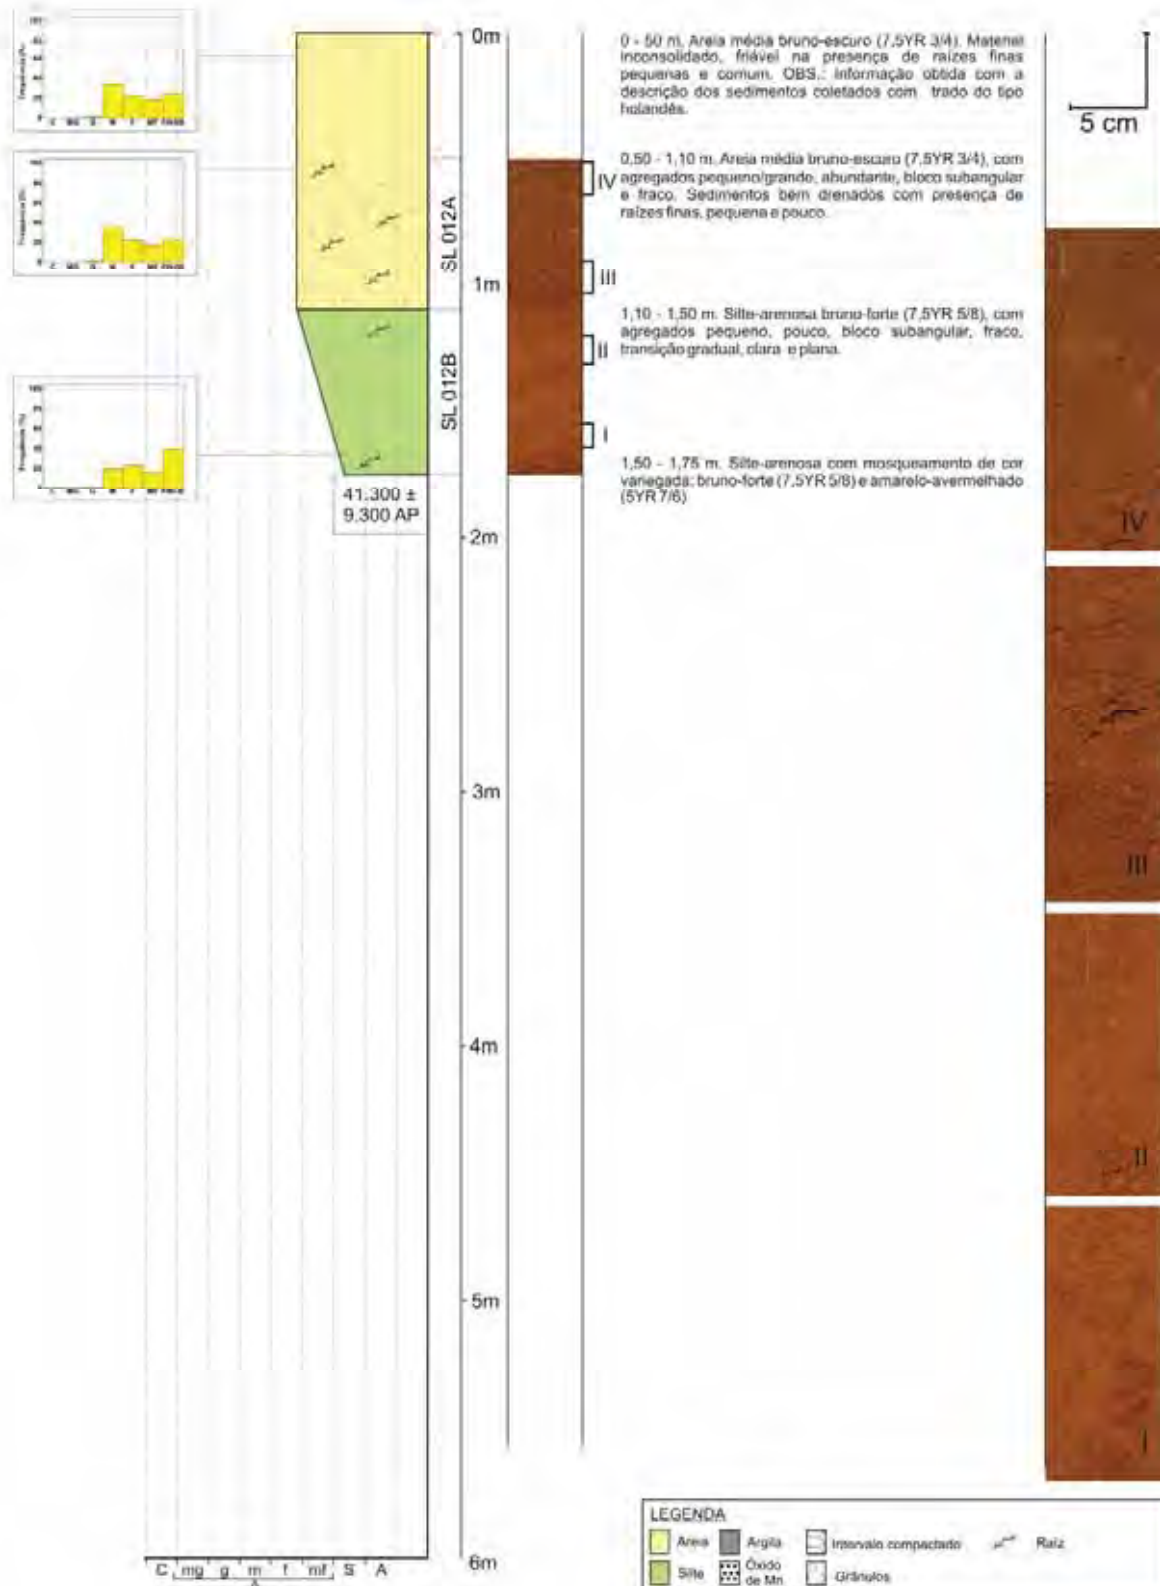 0m
0 - 50 m. Areia média bruno-escuro (7,5YR 3/4). Material
inconsolidado, friável na presença de raízes finas
pequenas e comum. OBS.: Informação obtida com a
descrição dos sedimentos coletados com trado do tipo
holandês.
5 cm
0,50 - 1,10 m. Areia média bruno-escuro (7,5YR 3/4), com
agregados pequeno/grande, abundante, bloco subangular
e fraco. Sedimentos bem drenados com presença de
raízes finas, pequena e pouco.
IV
SL 012A
1m
III
1,10 - 1,50 m. Silte-arenosa bruno-forte (7,5YR 5/8), com
agregados pequeno, pouco, bloco subangular, fraco,
transição gradual, clara e plana.
II
SL 012B
I
1,50 - 1,75 m. Silte-arenosa com mosqueamento de cor
variegada: bruno-forte (7,5YR 5/8) e amarelo-avermelhado
(5YR 7/6)
41.300 ±
9.300 AP
IV
2m
3m
III
4m
II
5m
I
6m
C mg g m f mf S A
A
LEGENDA
Areia Argila Intervalo compactado Raiz
Silte Óxido
de Mn Grânulos